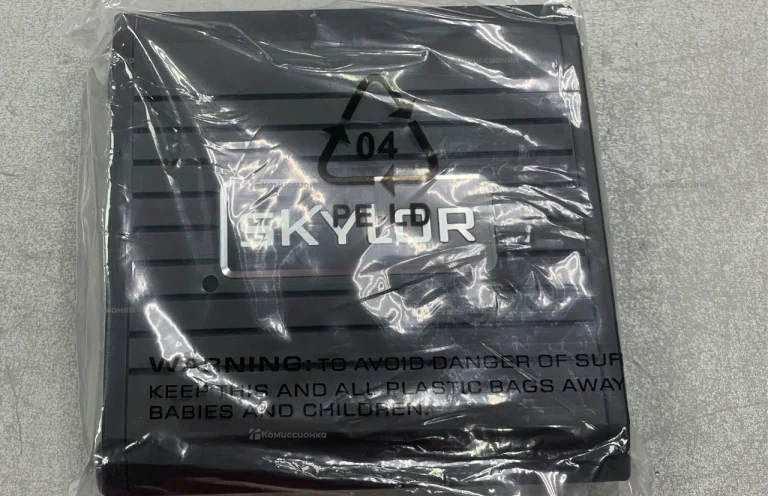 04
PE-LD
SKYLOR
WARNING: TO AVOID DANGER OF SUF
KEEP THIS AND ALL PLASTIC BAGS AWAY
BABIES AND CHILDREN.
Комиссионка